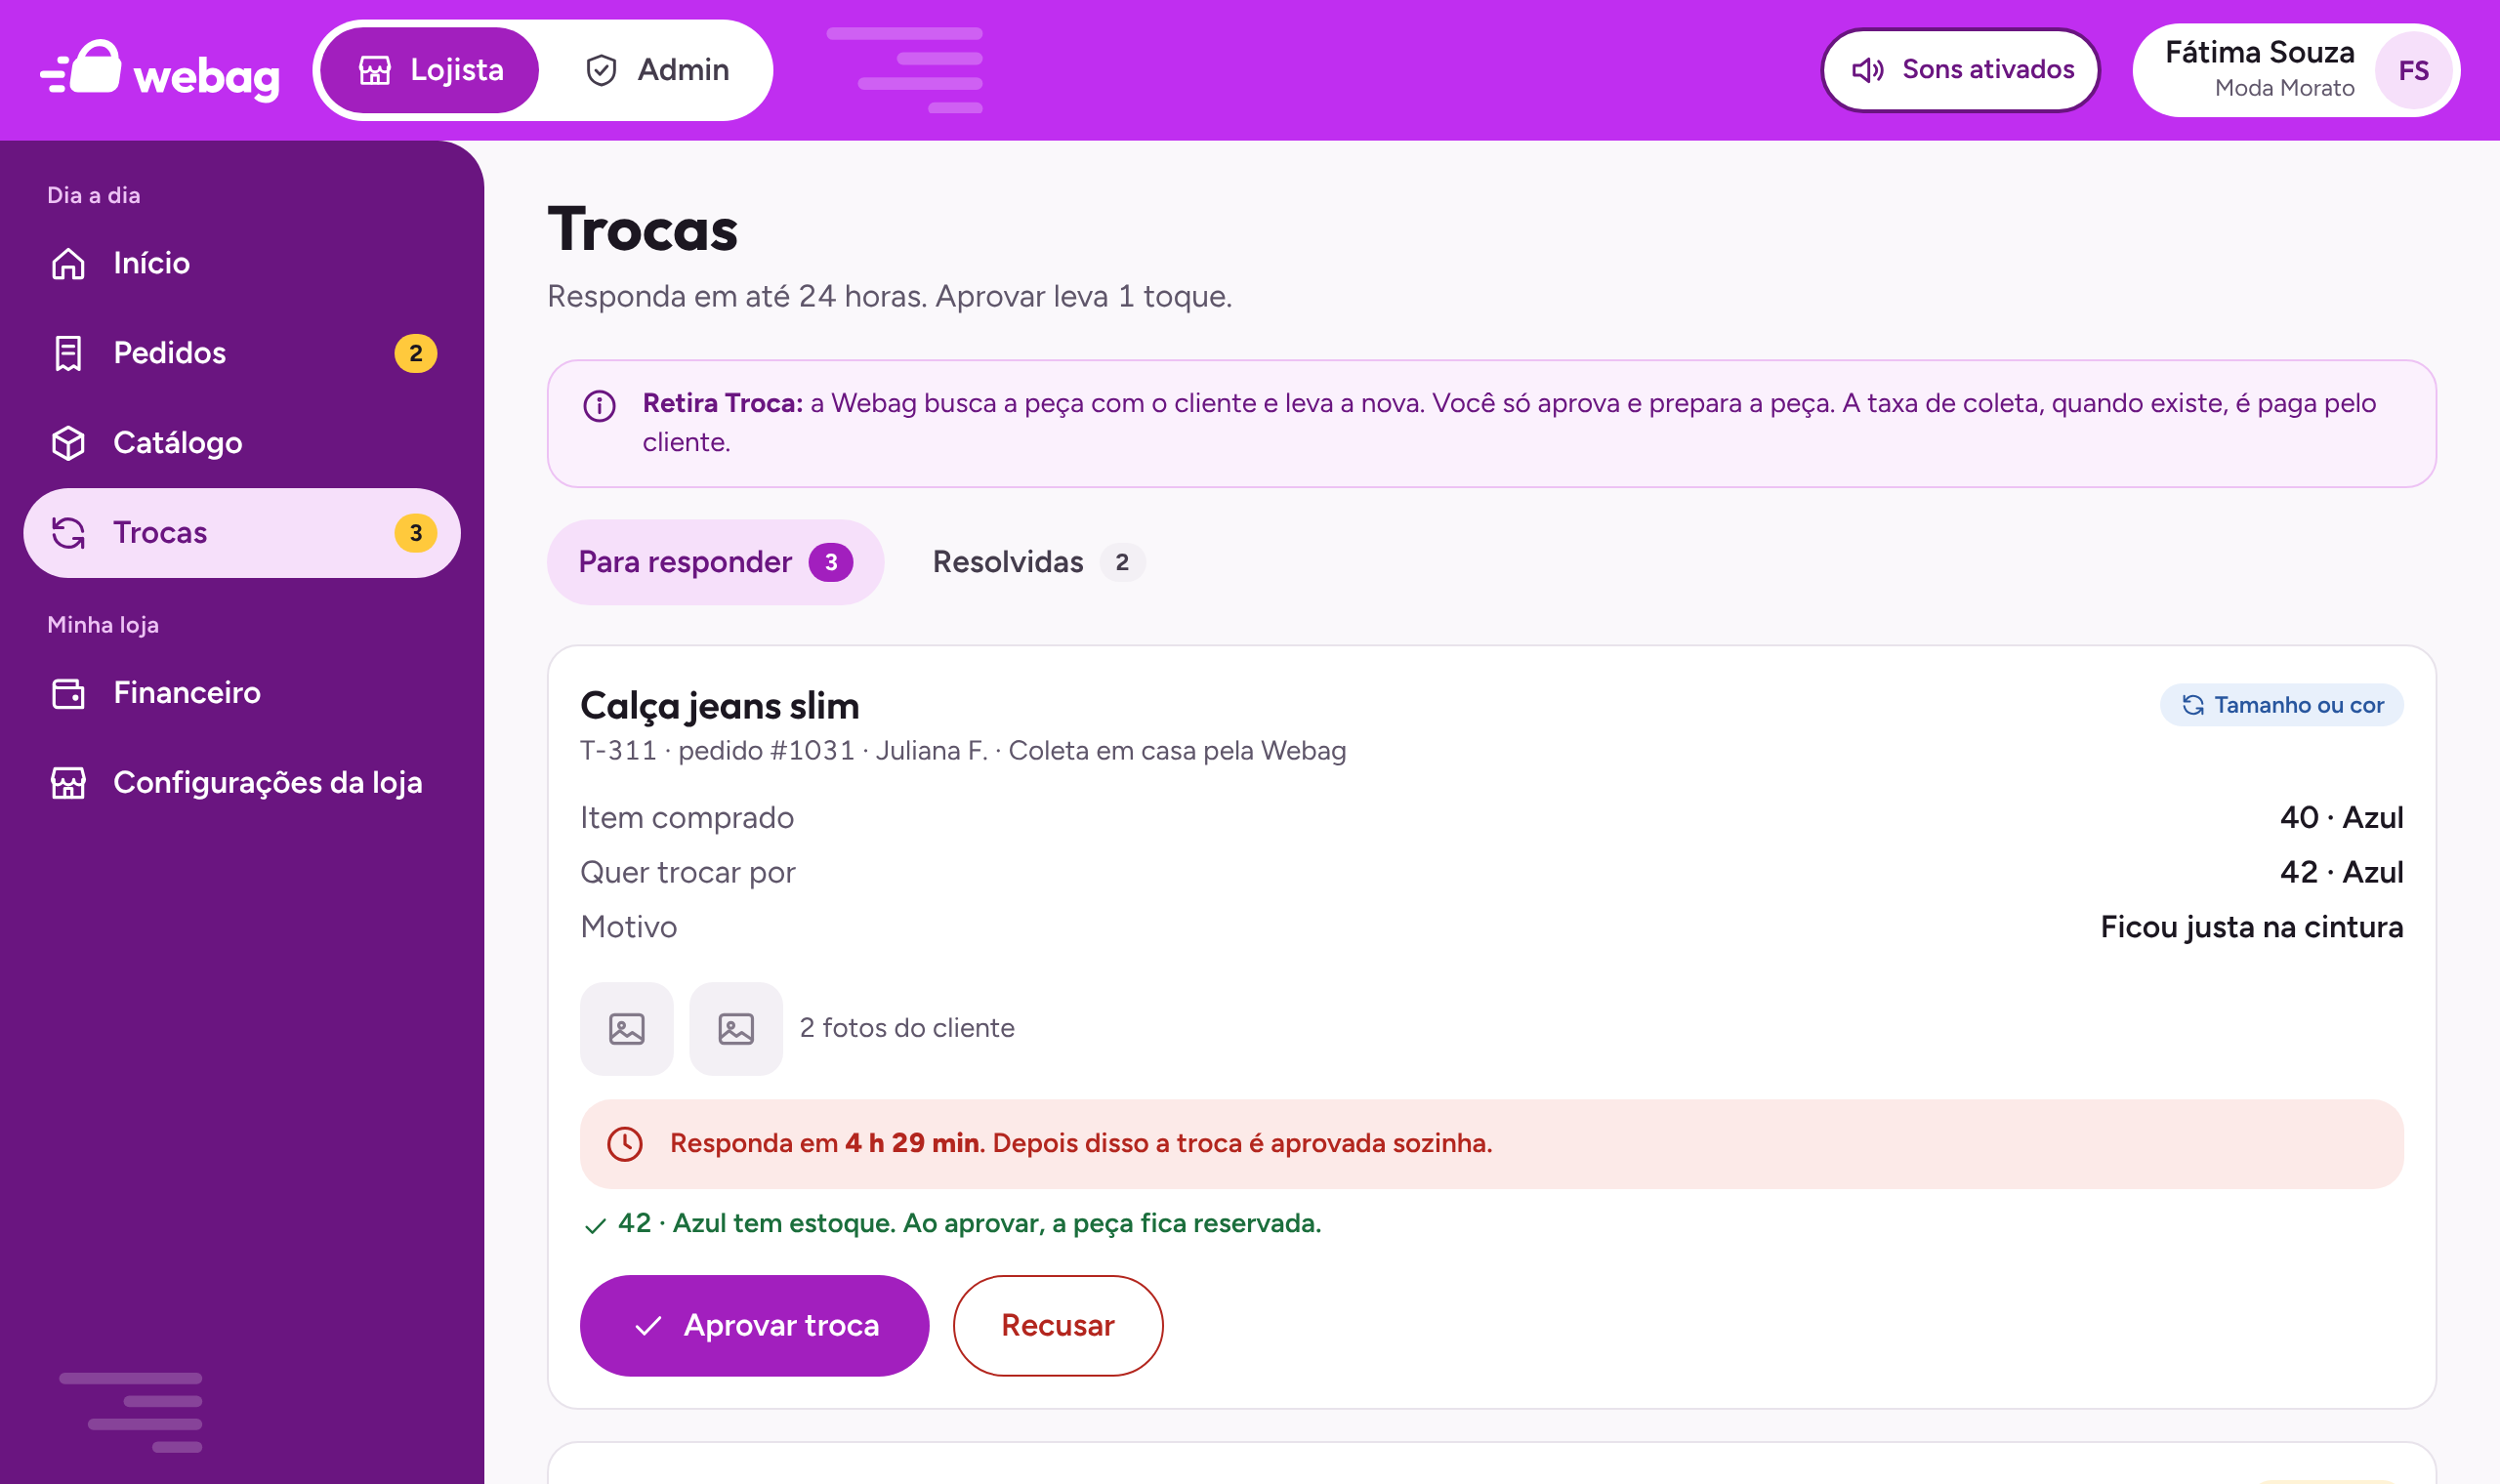 webag
Lojista
Admin
Sons ativados
Fátima Souza
Moda Morato
FS
Dia a dia
Início
Pedidos 2
Catálogo
Trocas 3
Minha loja
Financeiro
Configurações da loja
Trocas
Responda em até 24 horas. Aprovar leva 1 toque.
Retira Troca: a Webag busca a peça com o cliente e leva a nova. Você só aprova e prepara a peça. A taxa de coleta, quando existe, é paga pelo
cliente.
Para responder 3
Resolvidas 2
Calça jeans slim
Tamanho ou cor
T-311 · pedido #1031 · Juliana F. · Coleta em casa pela Webag
Item comprado 40 · Azul
Quer trocar por 42 · Azul
Motivo Ficou justa na cintura
2 fotos do cliente
Responda em 4 h 29 min. Depois disso a troca é aprovada sozinha.
42 · Azul tem estoque. Ao aprovar, a peça fica reservada.
Aprovar troca
Recusar